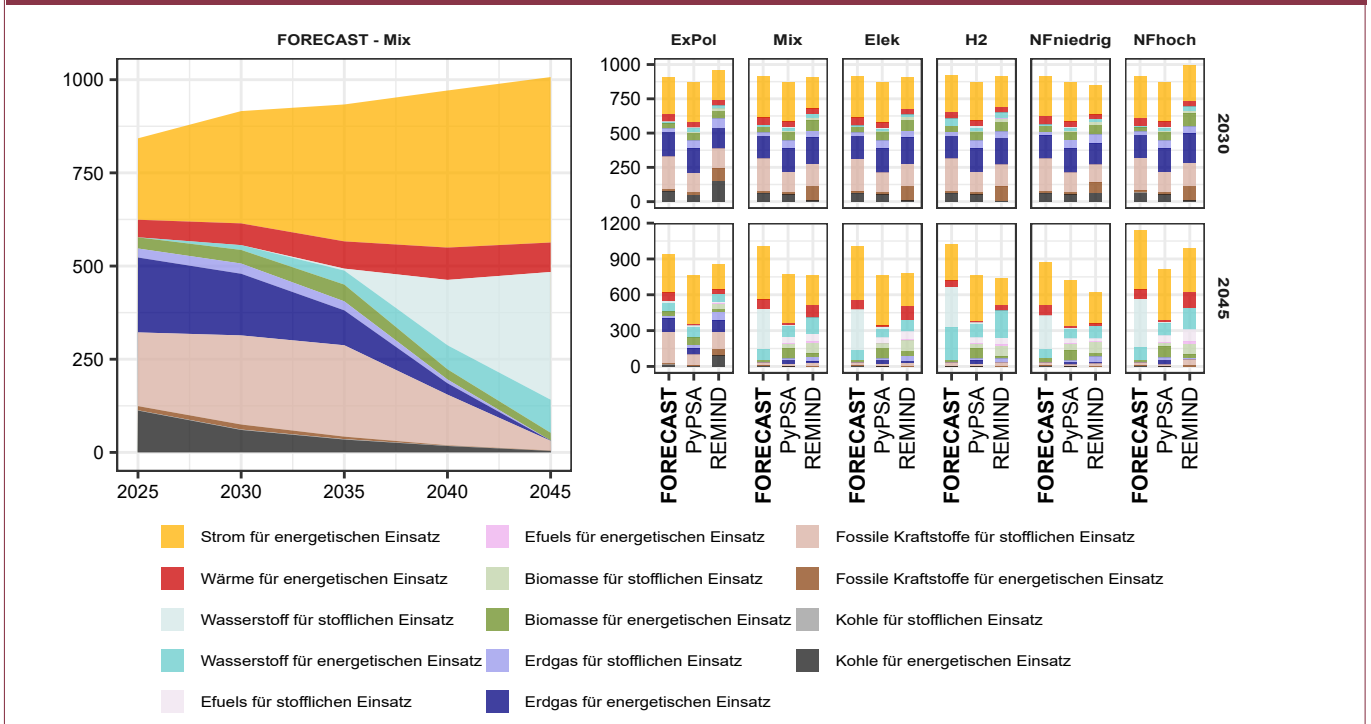 FORECAST - Mix
1000
750
500
250
0
2025 2030 2035 2040 2045
ExPol Mix Elek H2 NFniedrig NFhoch
1000
750
500
250
0
2030
1200
900
600
300
0
2045
FORECAST PyPSA REMIND FORECAST PyPSA REMIND FORECAST PyPSA REMIND FORECAST PyPSA REMIND FORECAST PyPSA REMIND FORECAST PyPSA REMIND
Strom für energetischen Einsatz
Wärme für energetischen Einsatz
Wasserstoff für stofflichen Einsatz
Wasserstoff für energetischen Einsatz
Efuels für stofflichen Einsatz
Efuels für energetischen Einsatz
Biomasse für stofflichen Einsatz
Biomasse für energetischen Einsatz
Erdgas für stofflichen Einsatz
Erdgas für energetischen Einsatz
Fossile Kraftstoffe für stofflichen Einsatz
Fossile Kraftstoffe für energetischen Einsatz
Kohle für stofflichen Einsatz
Kohle für energetischen Einsatz